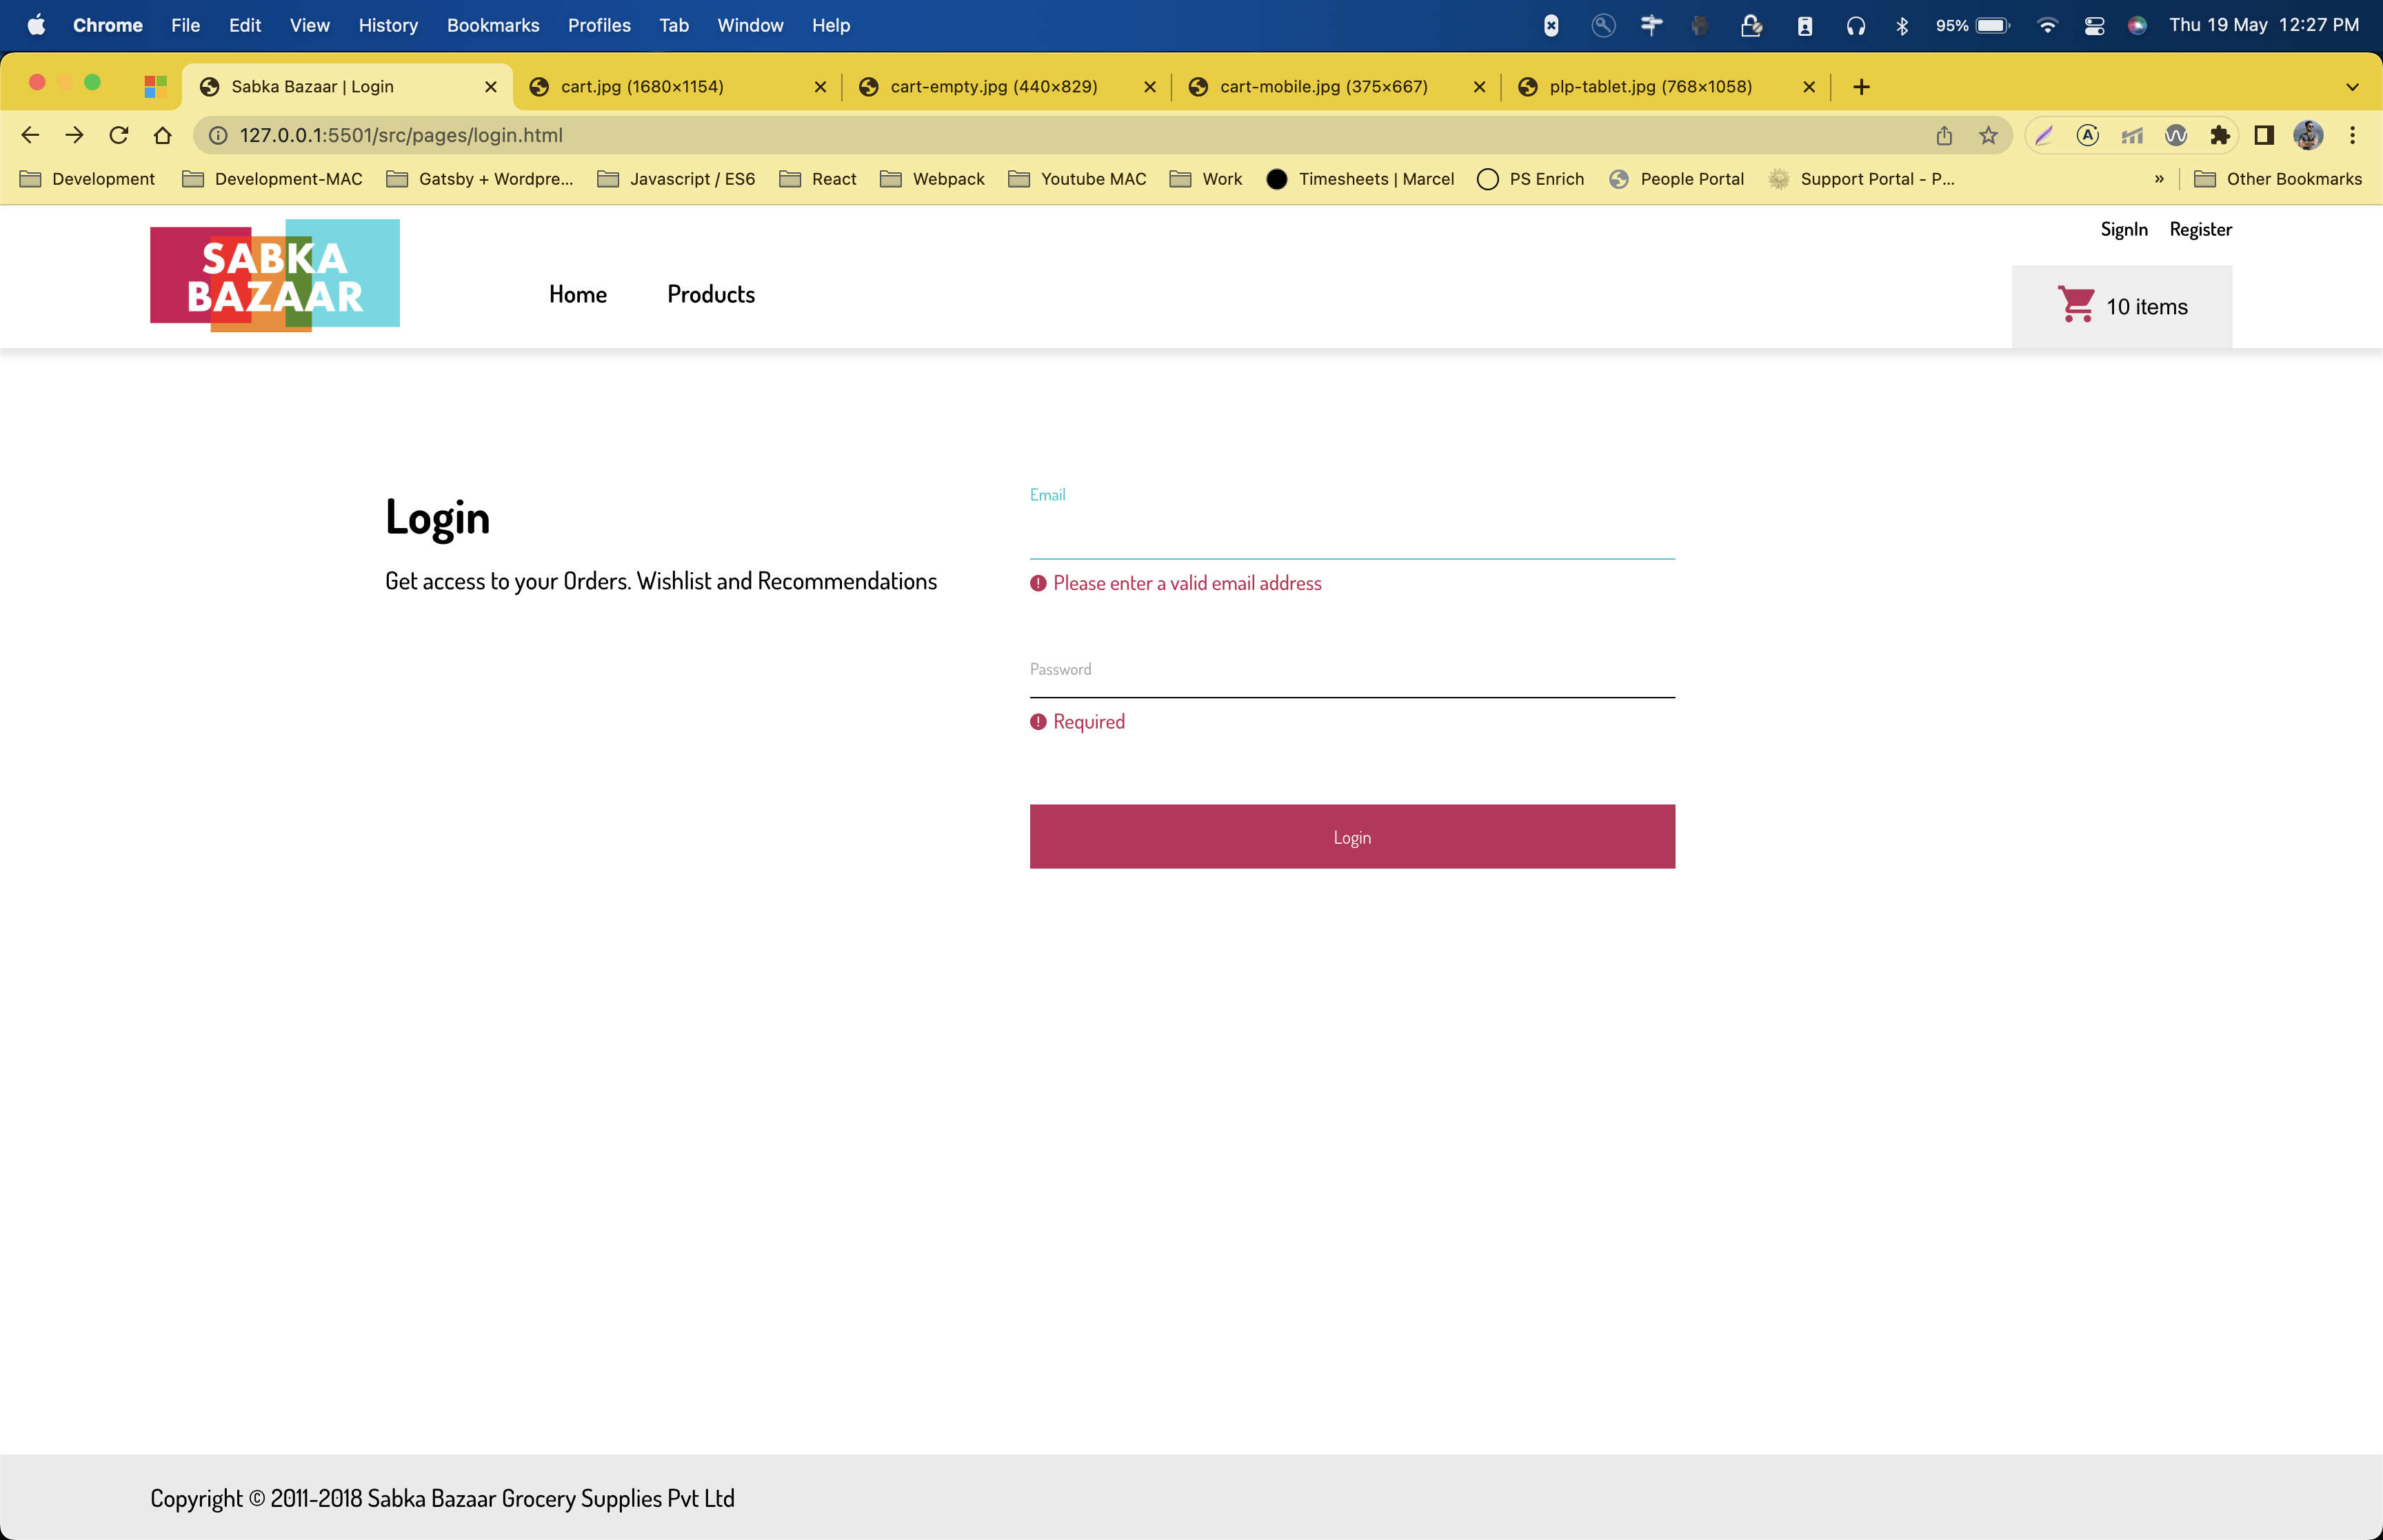 Chrome File Edit View History Bookmarks Profiles Tab Window Help 95% Thu 19 May 12:27 PM
Sabka Bazaar | Login cart.jpg (1680×1154) cart-empty.jpg (440×829) cart-mobile.jpg (375×667) plp-tablet.jpg (768×1058)
127.0.0.1:5501/src/pages/login.html
Development Development-MAC Gatsby + Wordpre... Javascript / ES6 React Webpack Youtube MAC Work Timesheets | Marcel PS Enrich People Portal Support Portal - P... » Other Bookmarks
SignIn Register
SABKA
BAZAAR
Home Products
10 items
Login
Get access to your Orders. Wishlist and Recommendations
Email
Please enter a valid email address
Password
Required
Login
Copyright © 2011-2018 Sabka Bazaar Grocery Supplies Pvt Ltd